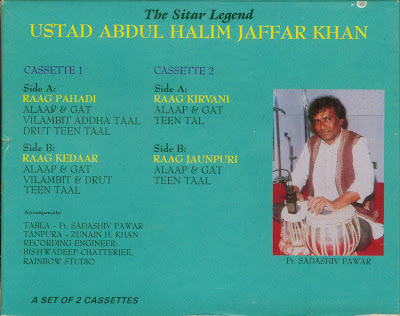 The Sitar Legend
USTAD ABDUL HALIM JAFFAR KHAN
CASSETTE 1
Side A:
RAAG PAHADI
ALAAP & GAT
VILAMBIT ADDHA TAAL
DRUT TEEN TAAL
Side B:
RAAG KEDAAR
ALAAP & GAT
VILAMBIT & DRUT
TEEN TAAL
CASSETTE 2
Side A:
RAAG KIRVANI
ALAAP & GAT
TEEN TAL
Side B:
RAAG JAUNPURI
ALAAP & GAT
TEEN TAAL
Accompanists
TABLA - Pt. SADASHIV PAWAR
TANPURA - ZUNAIN H. KHAN
RECORDING ENGINEER:
BISHWADEEP CHATTERJEE,
RAINBOW STUDIO
Pt. SADASHIV PAWAR
A SET OF 2 CASSETTES